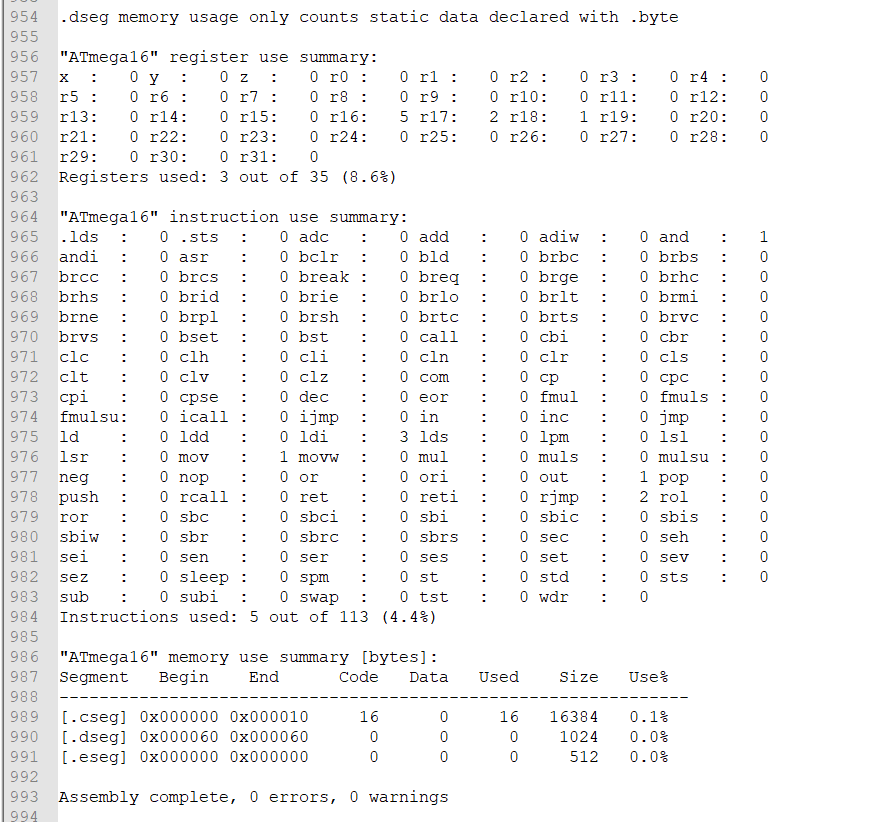 954 .dseg memory usage only counts static data declared with .byte
955
956 "ATmega16" register use summary:
957 x  :   0 y  :   0 z  :   0 r0 :   0 r1 :   0 r2 :   0 r3 :   0 r4 :   0
958 r5 :   0 r6 :   0 r7 :   0 r8 :   0 r9 :   0 r10:   0 r11:   0 r12:   0
959 r13:   0 r14:   0 r15:   0 r16:   5 r17:   2 r18:   1 r19:   0 r20:   0
960 r21:   0 r22:   0 r23:   0 r24:   0 r25:   0 r26:   0 r27:   0 r28:   0
961 r29:   0 r30:   0 r31:   0
962 Registers used: 3 out of 35 (8.6%)
963
964 "ATmega16" instruction use summary:
965 .lds  :   0 .sts  :   0 adc   :   0 add   :   0 adiw  :   0 and   :   1
966 andi  :   0 asr   :   0 bclr  :   0 bld   :   0 brbc  :   0 brbs  :   0
967 brcc  :   0 brcs  :   0 break :   0 breq  :   0 brge  :   0 brhc  :   0
968 brhs  :   0 brid  :   0 brie  :   0 brlo  :   0 brlt  :   0 brmi  :   0
969 brne  :   0 brpl  :   0 brsh  :   0 brtc  :   0 brts  :   0 brvc  :   0
970 brvs  :   0 bset  :   0 bst   :   0 call  :   0 cbi   :   0 cbr   :   0
971 clc   :   0 clh   :   0 cli   :   0 cln   :   0 clr   :   0 cls   :   0
972 clt   :   0 clv   :   0 clz   :   0 com   :   0 cp    :   0 cpc   :   0
973 cpi   :   0 cpse  :   0 dec   :   0 eor   :   0 fmul  :   0 fmuls :   0
974 fmulsu:   0 icall :   0 ijmp  :   0 in    :   0 inc   :   0 jmp   :   0
975 ld    :   0 ldd   :   0 ldi   :   3 lds   :   0 lpm   :   0 lsl   :   0
976 lsr   :   0 mov   :   1 movw  :   0 mul   :   0 muls  :   0 mulsu :   0
977 neg   :   0 nop   :   0 or    :   0 ori   :   0 out   :   1 pop   :   0
978 push  :   0 rcall :   0 ret   :   0 reti  :   0 rjmp  :   2 rol   :   0
979 ror   :   0 sbc   :   0 sbci  :   0 sbi   :   0 sbic  :   0 sbis  :   0
980 sbiw  :   0 sbr   :   0 sbrc  :   0 sbrs  :   0 sec   :   0 seh   :   0
981 sei   :   0 sen   :   0 ser   :   0 ses   :   0 set   :   0 sev   :   0
982 sez   :   0 sleep :   0 spm   :   0 st    :   0 std   :   0 sts   :   0
983 sub   :   0 subi  :   0 swap  :   0 tst   :   0 wdr   :   0
984 Instructions used: 5 out of 113 (4.4%)
985
986 "ATmega16" memory use summary [bytes]:
987 Segment   Begin    End      Code   Data   Used    Size   Use%
988 ---------------------------------------------------------------
989 [.cseg] 0x000000 0x000010     16      0     16   16384   0.1%
990 [.dseg] 0x000060 0x000060      0      0      0    1024   0.0%
991 [.eseg] 0x000000 0x000000      0      0      0     512   0.0%
992
993 Assembly complete, 0 errors, 0 warnings
994